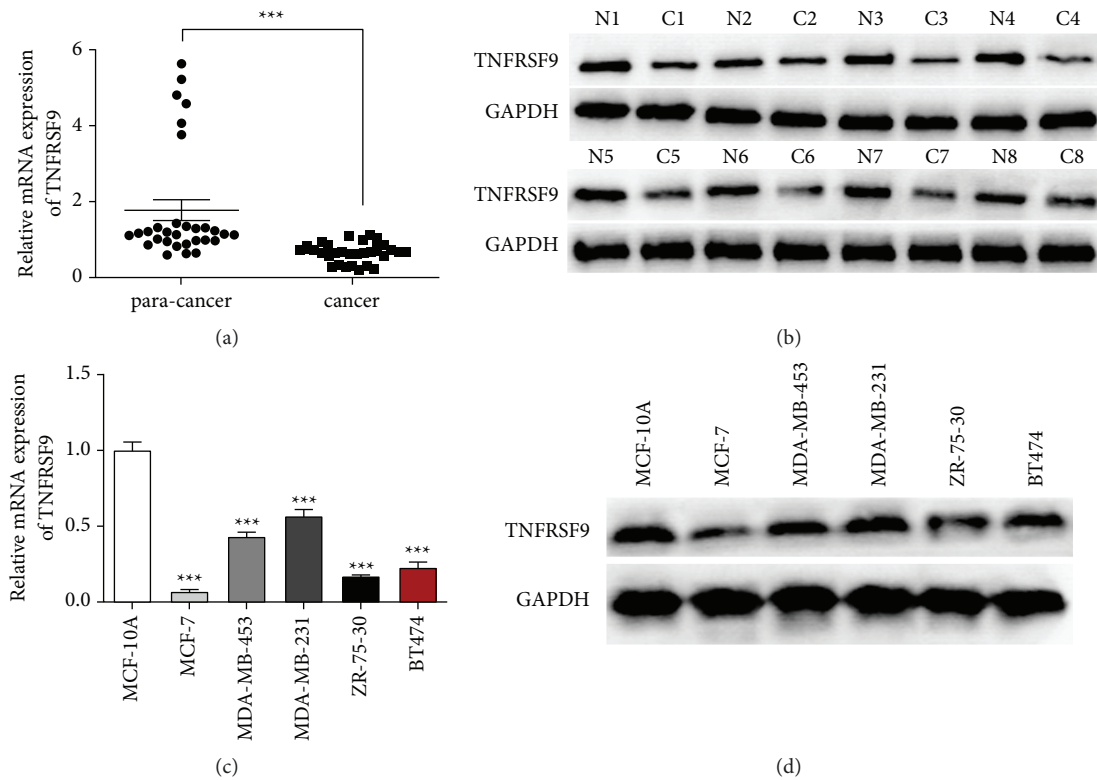 ***
Relative mRNA expression
of TNFRSF9
6
4
2
0
para-cancer
cancer
(a)
N1 C1 N2 C2 N3 C3 N4 C4
TNFRSF9
GAPDH
N5 C5 N6 C6 N7 C7 N8 C8
TNFRSF9
GAPDH
(b)
Relative mRNA expression
of TNFRSF9
1.5
1.0
0.5
0.0
***
***
***
***
***
MCF-10A
MCF-7
MDA-MB-453
MDA-MB-231
ZR-75-30
BT474
(c)
MCF-10A
MCF-7
MDA-MB-453
MDA-MB-231
ZR-75-30
BT474
TNFRSF9
GAPDH
(d)